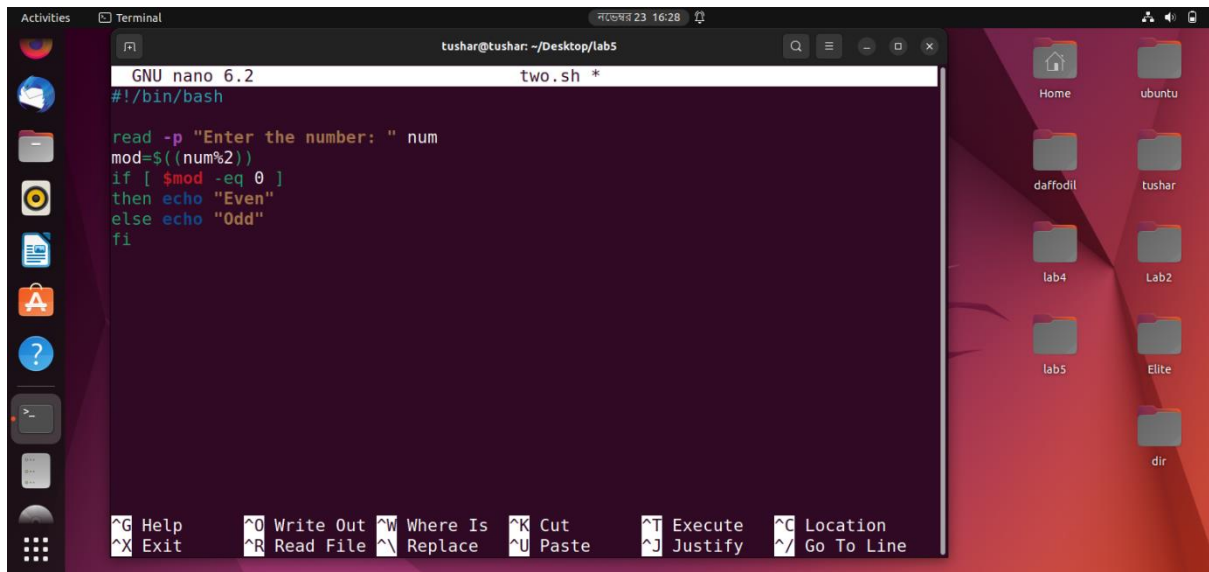 Activities Terminal নভেম্বর 23 16:28
tushar@tushar: ~/Desktop/lab5
GNU nano 6.2 two.sh *
#!/bin/bash
read -p "Enter the number: " num
mod=$((num%2))
if [ $mod -eq 0 ]
then echo "Even"
else echo "Odd"
fi
^G Help ^O Write Out ^W Where Is ^K Cut ^T Execute ^C Location
^X Exit ^R Read File ^\ Replace ^U Paste ^J Justify ^/ Go To Line
Home ubuntu
daffodil tushar
lab4 Lab2
lab5 Elite
dir